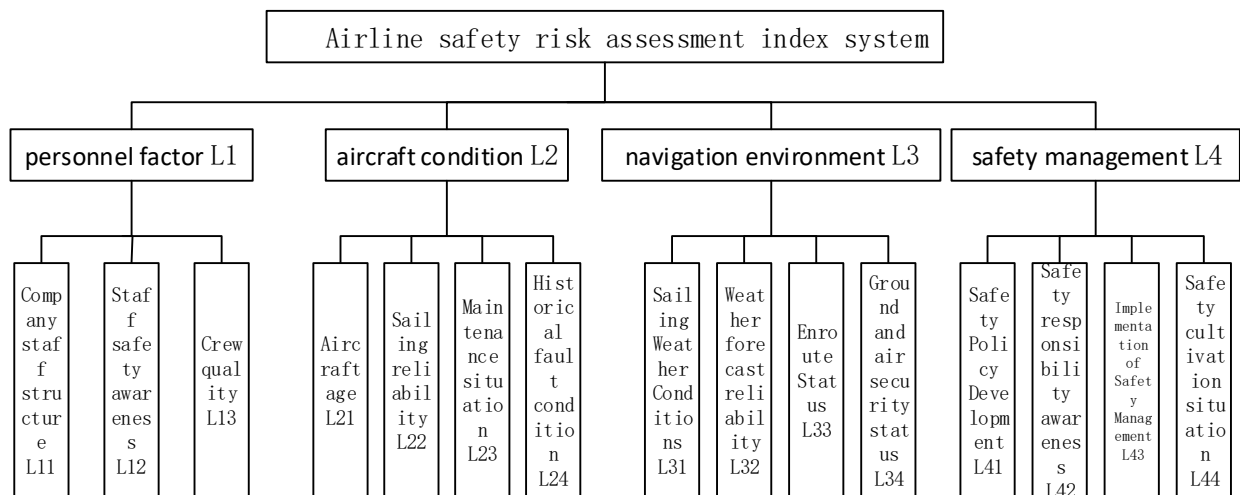 Airline safety risk assessment index system
personnel factor L1
aircraft condition L2
navigation environment L3
safety management L4
Comp
any
staf
f
stru
ctur
e
L11
Staf
f
safe
ty
awar
enes
s
L12
Crew
qual
ity
L13
Airc
raft
age
L21
Sail
ing
reli
abil
ity
L22
Main
tena
nce
situ
atio
n
L23
Hist
oric
al
faul
t
cond
itio
n
L24
Sail
ing
Weat
her
Cond
itio
ns
L31
Weat
her
fore
cast
reli
abil
ity
L32
Enro
ute
Stat
us
L33
Grou
nd
and
air
secu
rity
stat
us
L34
Safe
ty
Poli
cy
Deve
lopm
ent
L41
Safe
ty
resp
onsi
bili
ty
awar
enes
s
L42
Imple
menta
tion
of
Safet
y
Manag
ement
L43
Safe
ty
cult
ivat
ion
situ
atio
n
L44